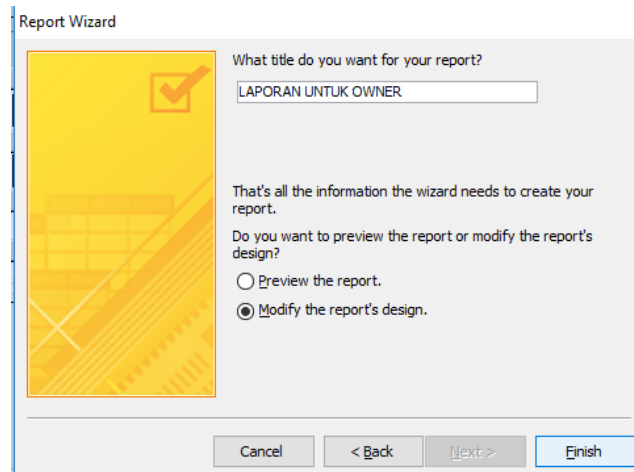 Report Wizard
What title do you want for your report?
LAPORAN UNTUK OWNER
That's all the information the wizard needs to create your
report.
Do you want to preview the report or modify the report's
design?
Preview the report.
Modify the report's design.
Cancel
< Back
Next >
Finish